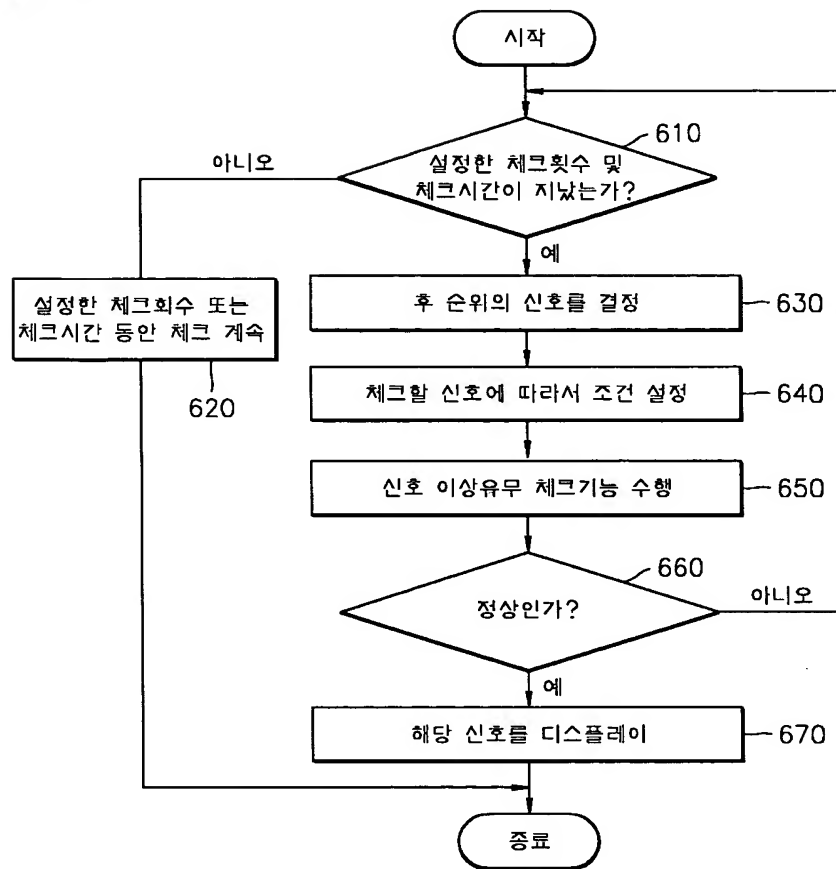 시작
610
아니오
설정한 체크횟수 및
체크시간이 지났는가?
예
설정한 체크회수 또는
체크시간 동안 체크 계속
620
후 순위의 신호를 결정
630
체크할 신호에 따라서 조건 설정
640
신호 이상유무 체크기능 수행
650
660
정상인가?
아니오
예
해당 신호를 디스플레이
670
종료